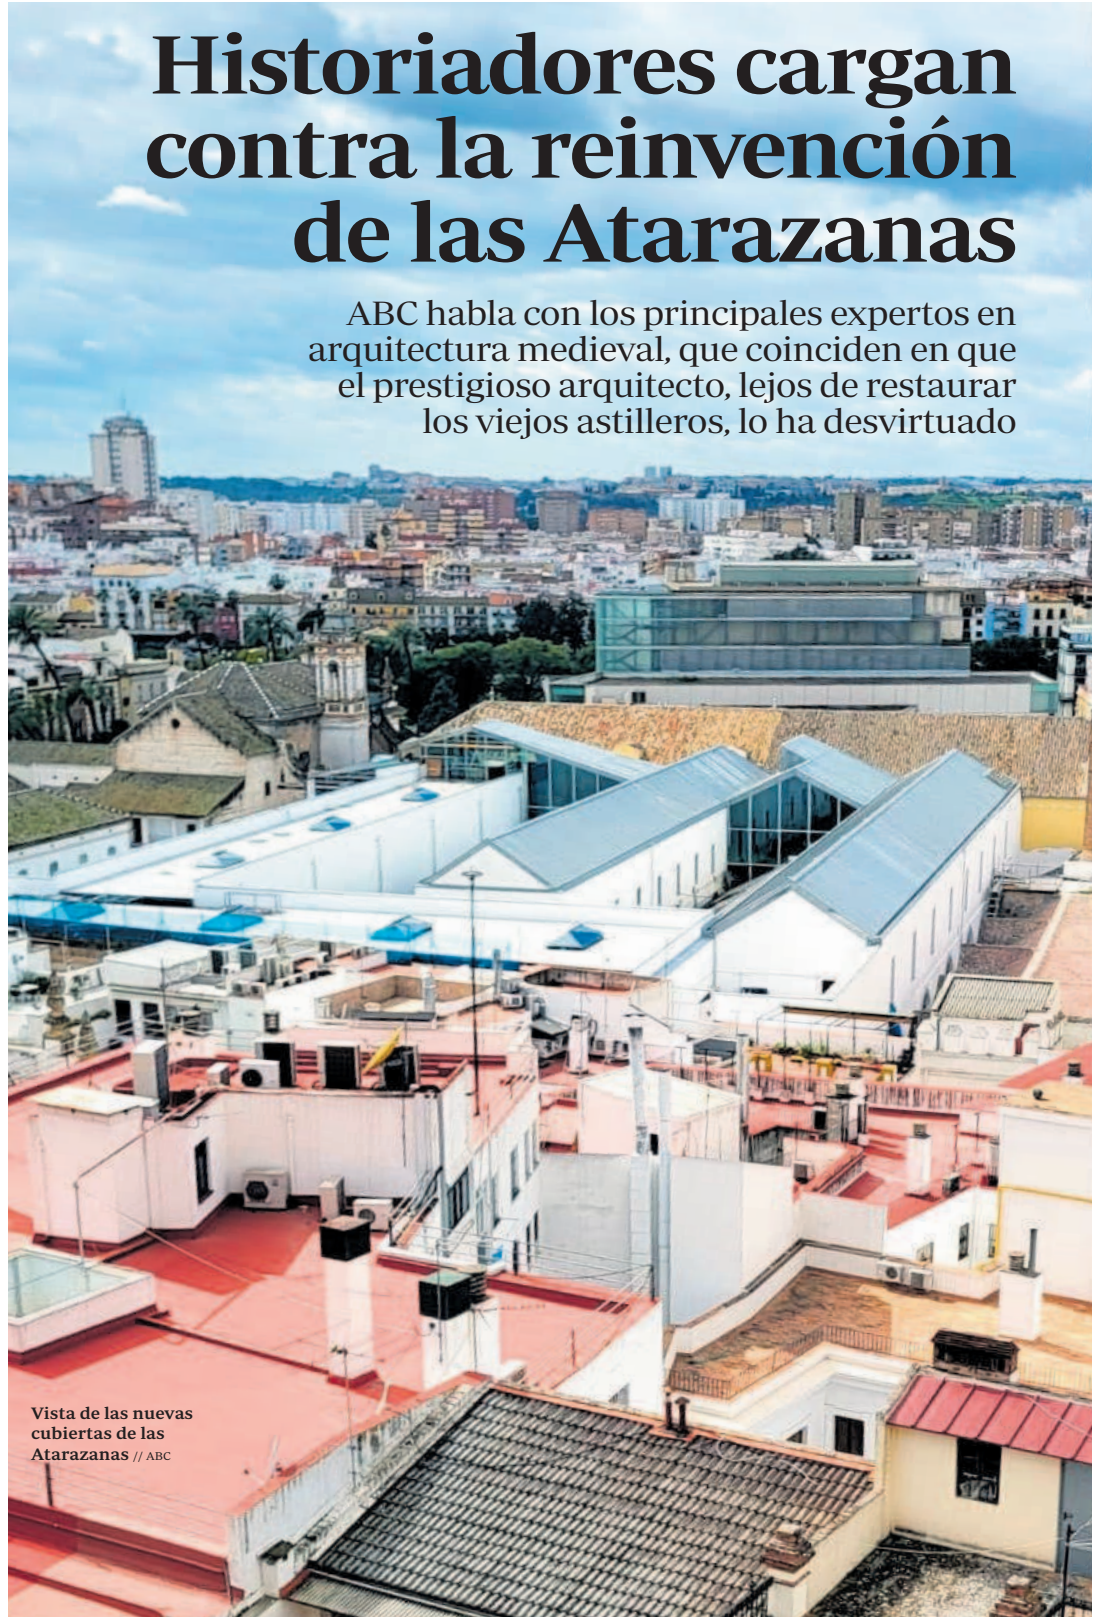 Historiadores cargan
contra la reinvención
de las Atarazanas
ABC habla con los principales expertos en
arquitectura medieval, que coinciden en que
el prestigioso arquitecto, lejos de restaurar
los viejos astilleros, lo ha desvirtuado
Vista de las nuevas
cubiertas de las
Atarazanas // ABC